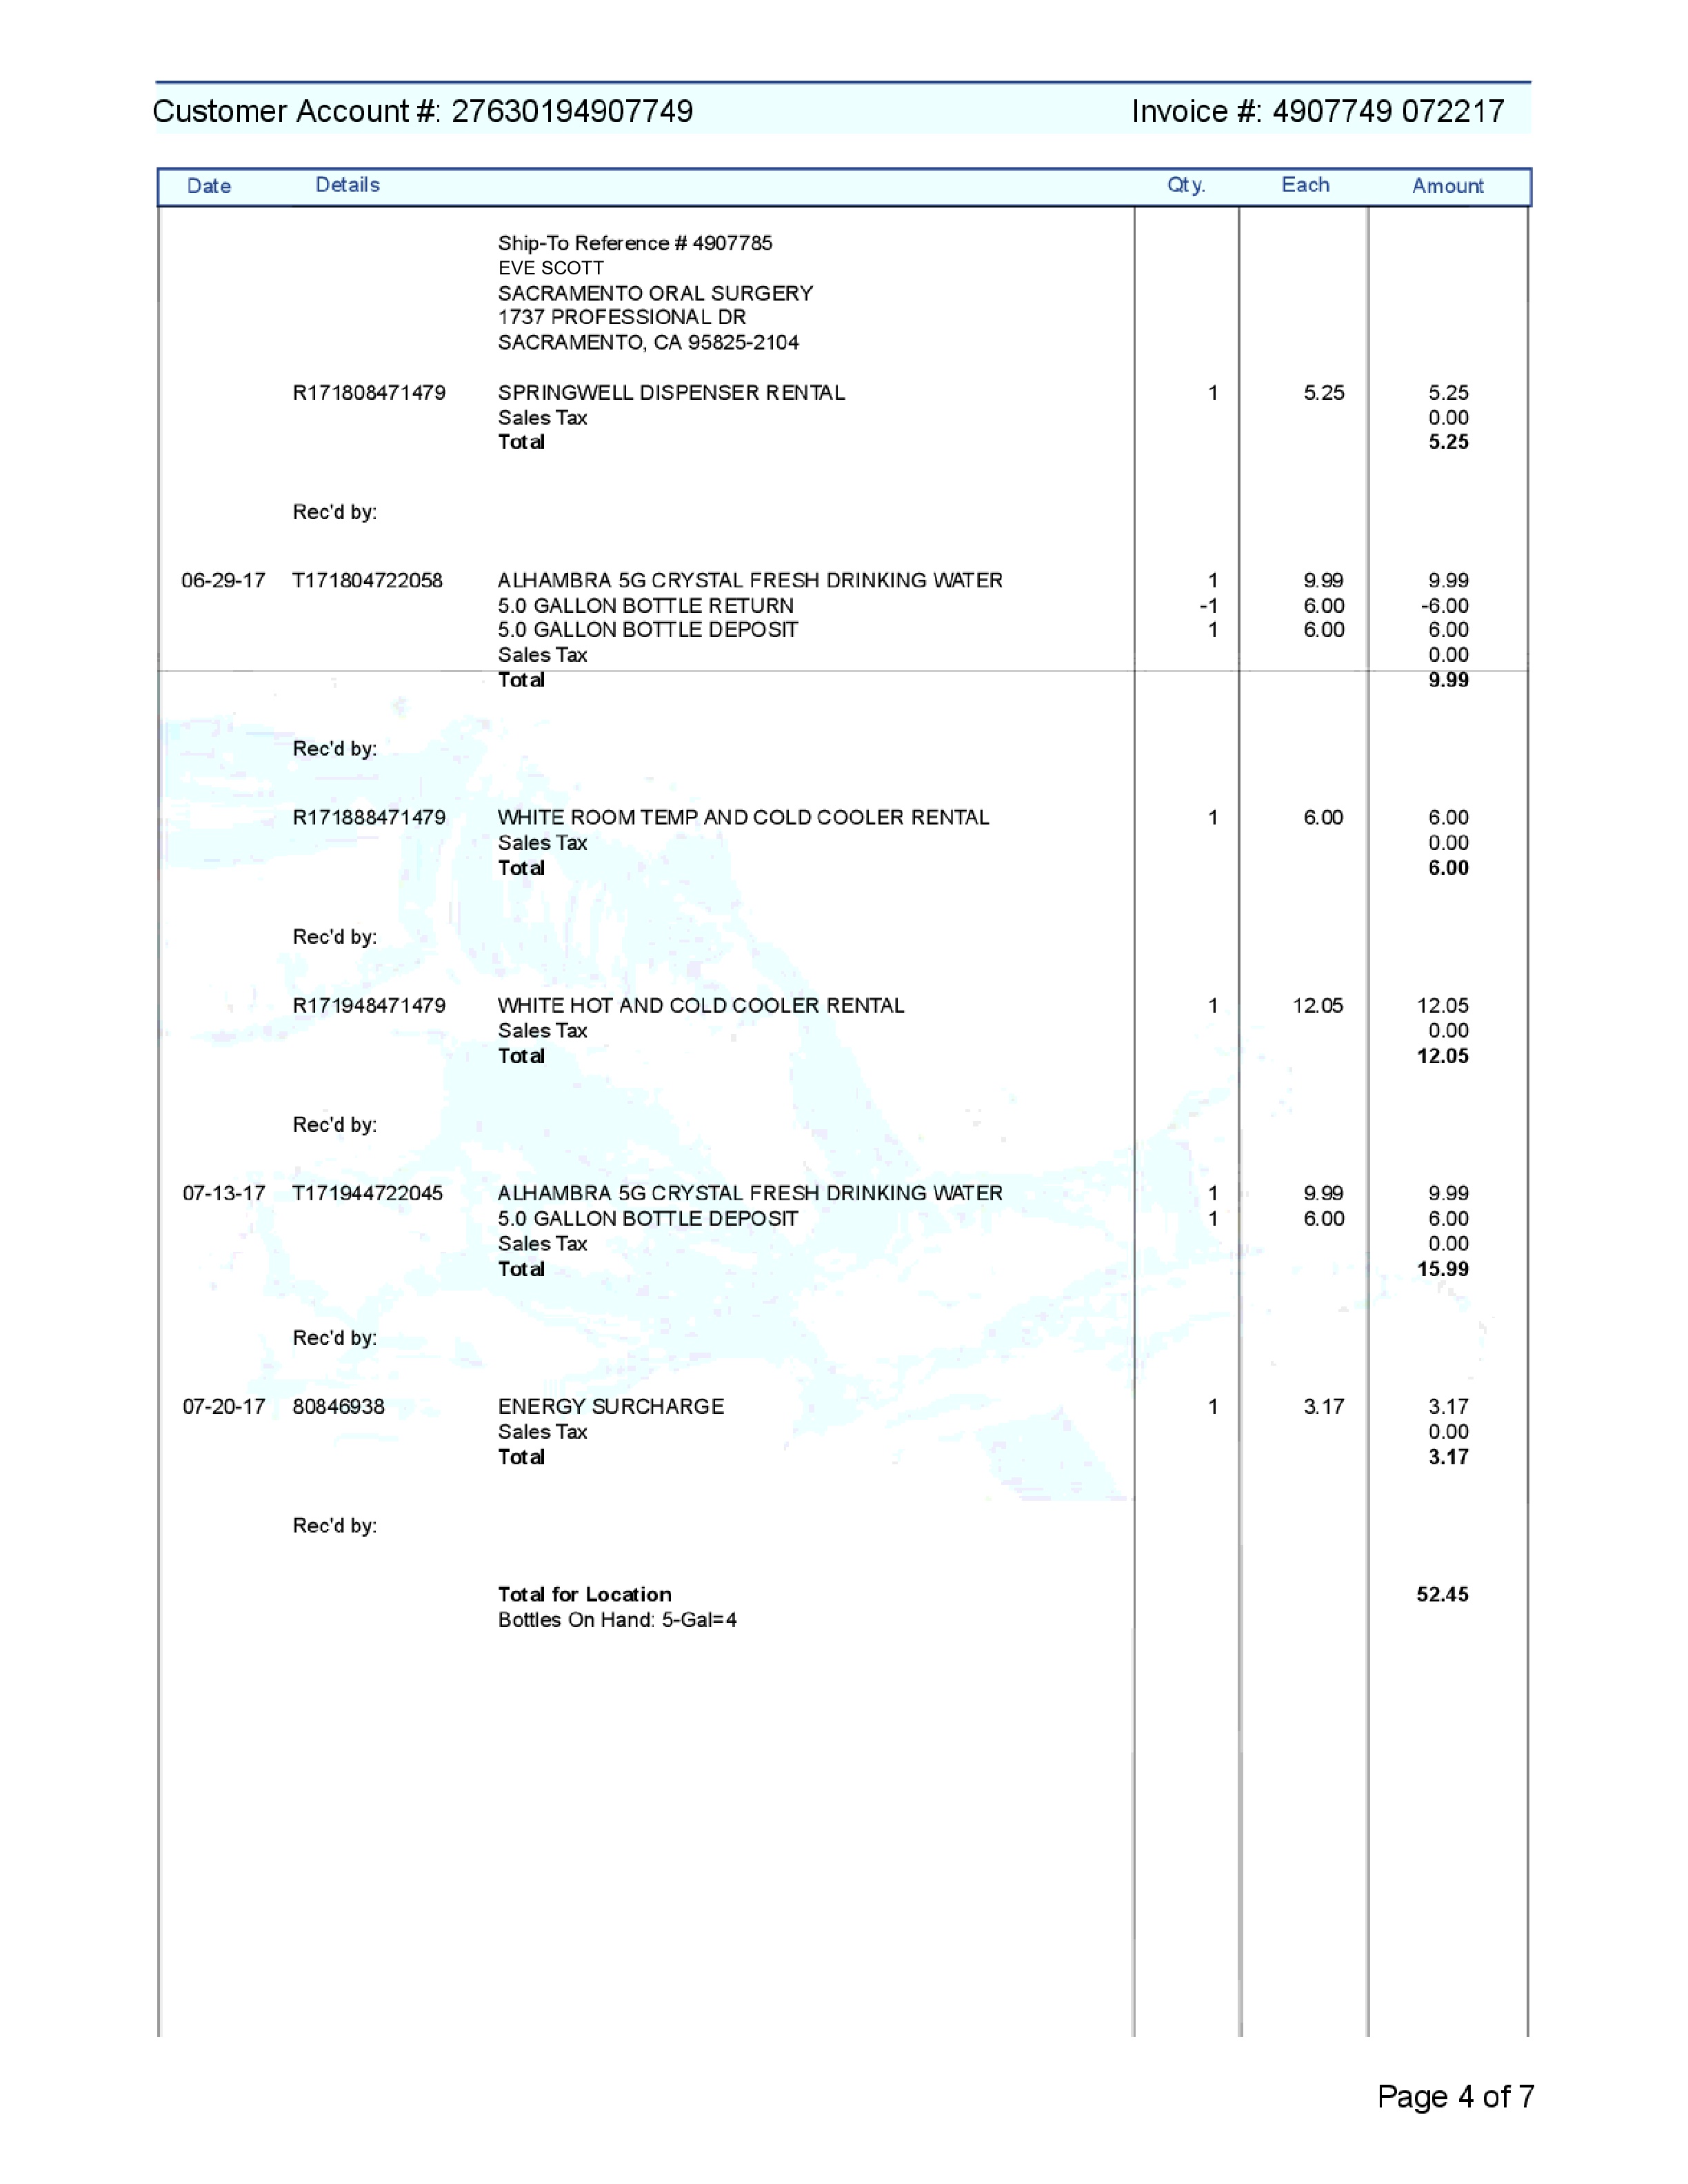 Customer Account #: 27630194907749 Invoice #: 4907749 072217
Date Details Qty. Each Amount
Ship-To Reference # 4907785
EVE SCOTT
SACRAMENTO ORAL SURGERY
1737 PROFESSIONAL DR
SACRAMENTO, CA 95825-2104
R171808471479 SPRINGWELL DISPENSER RENTAL 1 5.25 5.25
Sales Tax 0.00
Total 5.25
Rec'd by:
06-29-17 T171804722058 ALHAMBRA 5G CRYSTAL FRESH DRINKING WATER 1 9.99 9.99
5.0 GALLON BOTTLE RETURN -1 6.00 -6.00
5.0 GALLON BOTTLE DEPOSIT 1 6.00 6.00
Sales Tax 0.00
Total 9.99
Rec'd by:
R171888471479 WHITE ROOM TEMP AND COLD COOLER RENTAL 1 6.00 6.00
Sales Tax 0.00
Total 6.00
Rec'd by:
R171948471479 WHITE HOT AND COLD COOLER RENTAL 1 12.05 12.05
Sales Tax 0.00
Total 12.05
Rec'd by:
07-13-17 T171944722045 ALHAMBRA 5G CRYSTAL FRESH DRINKING WATER 1 9.99 9.99
5.0 GALLON BOTTLE DEPOSIT 1 6.00 6.00
Sales Tax 0.00
Total 15.99
Rec'd by:
07-20-17 80846938 ENERGY SURCHARGE 1 3.17 3.17
Sales Tax 0.00
Total 3.17
Rec'd by:
Total for Location 52.45
Bottles On Hand: 5-Gal=4
Page 4 of 7